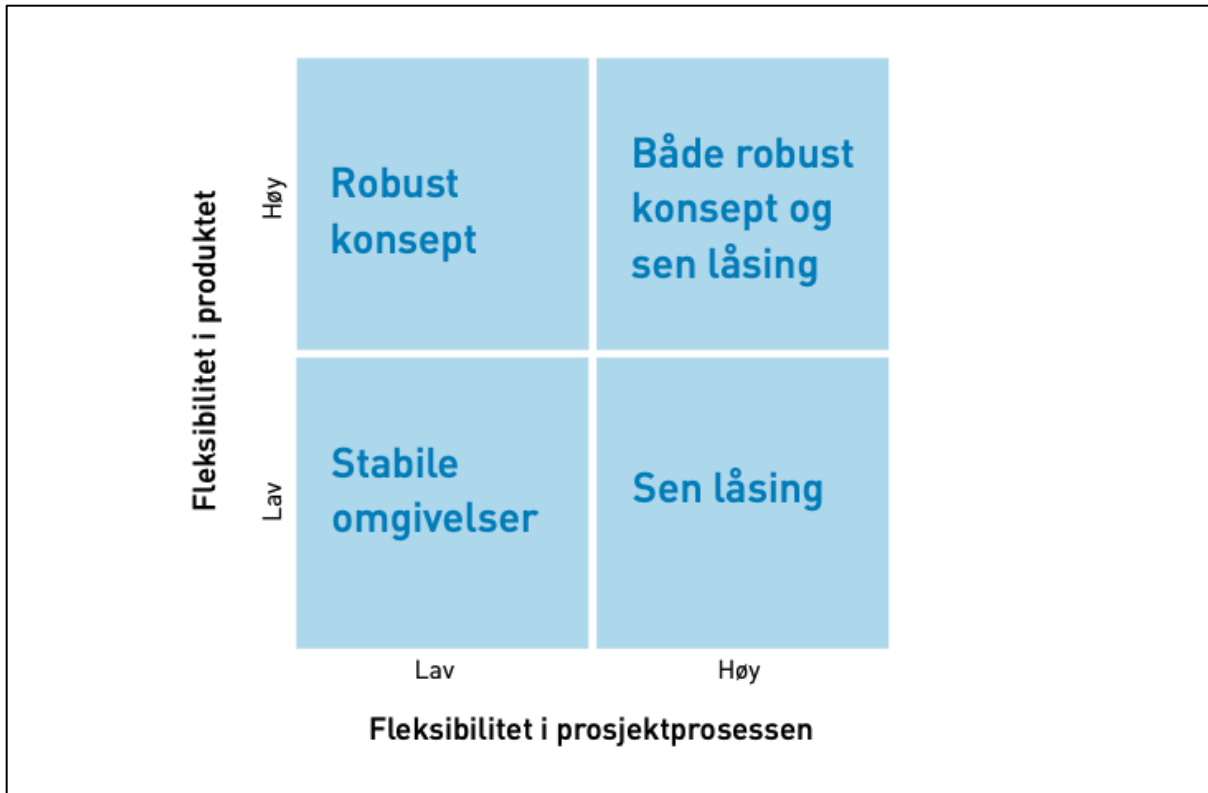 Fleksibilitet i produktet
Høy
Lav
Robust
konsept
Både robust
konsept og
sen låsing
Stabile
omgivelser
Sen låsing
Lav
Høy
Fleksibilitet i prosjektprosessen